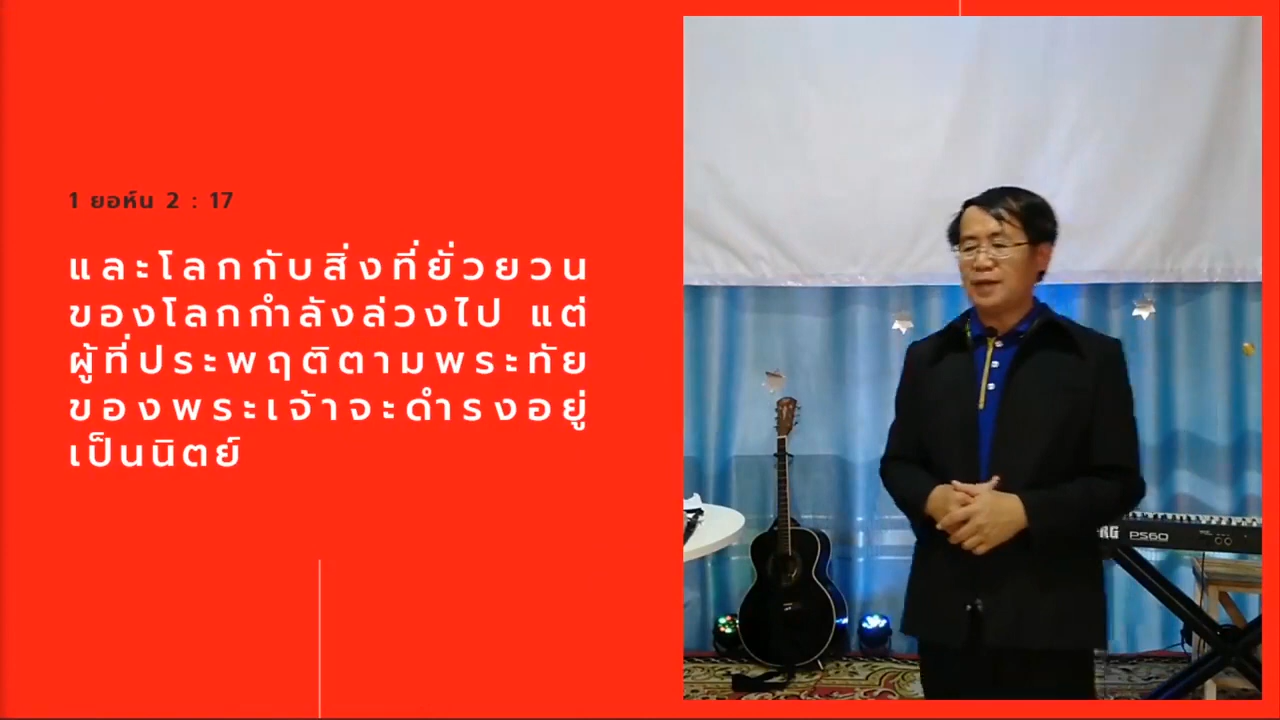 1 ยอห์น 2 : 17
และโลกกับสิ่งที่ยั่วยวน
ของโลกกำลังล่วงไป แต่
ผู้ที่ประพฤติตามพระทัย
ของพระเจ้าจะดำรงอยู่
เป็นนิตย์
RG PS60